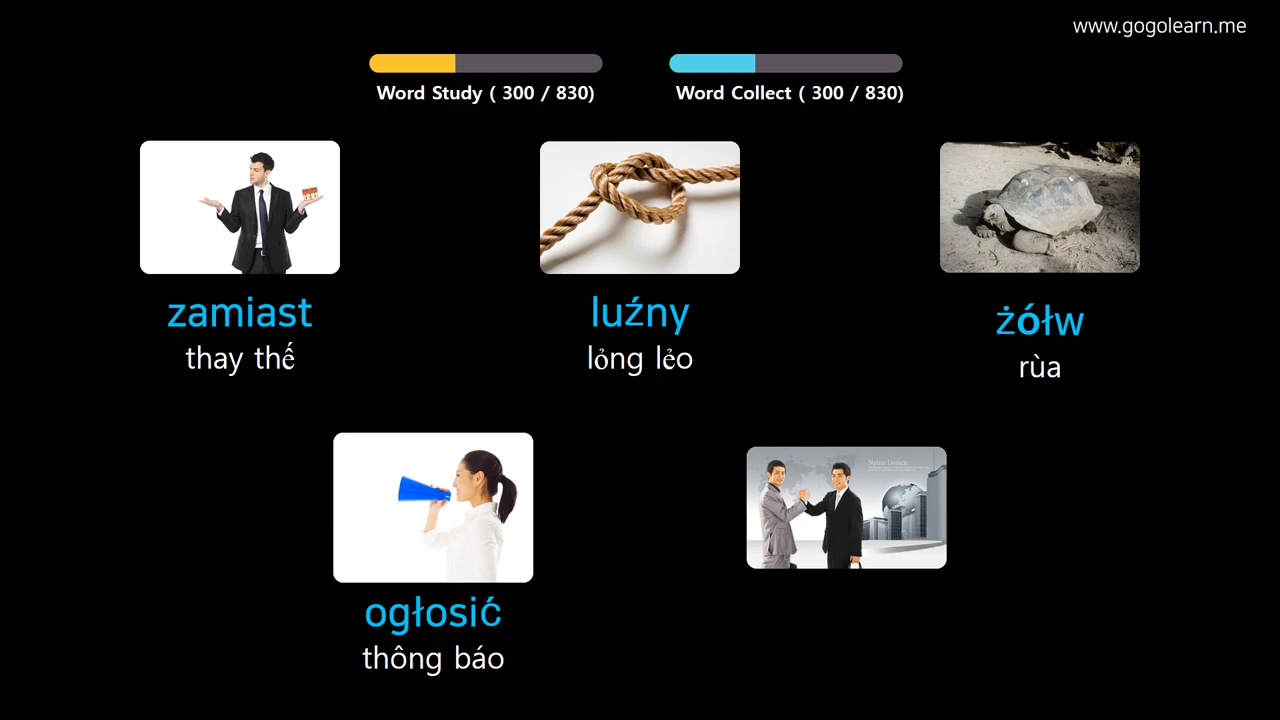 www.gogolearn.me
Word Study ( 300 / 830)
Word Collect ( 300 / 830)
zamiast
thay thế
luźny
lỏng lẻo
żółw
rùa
ogłosić
thông báo